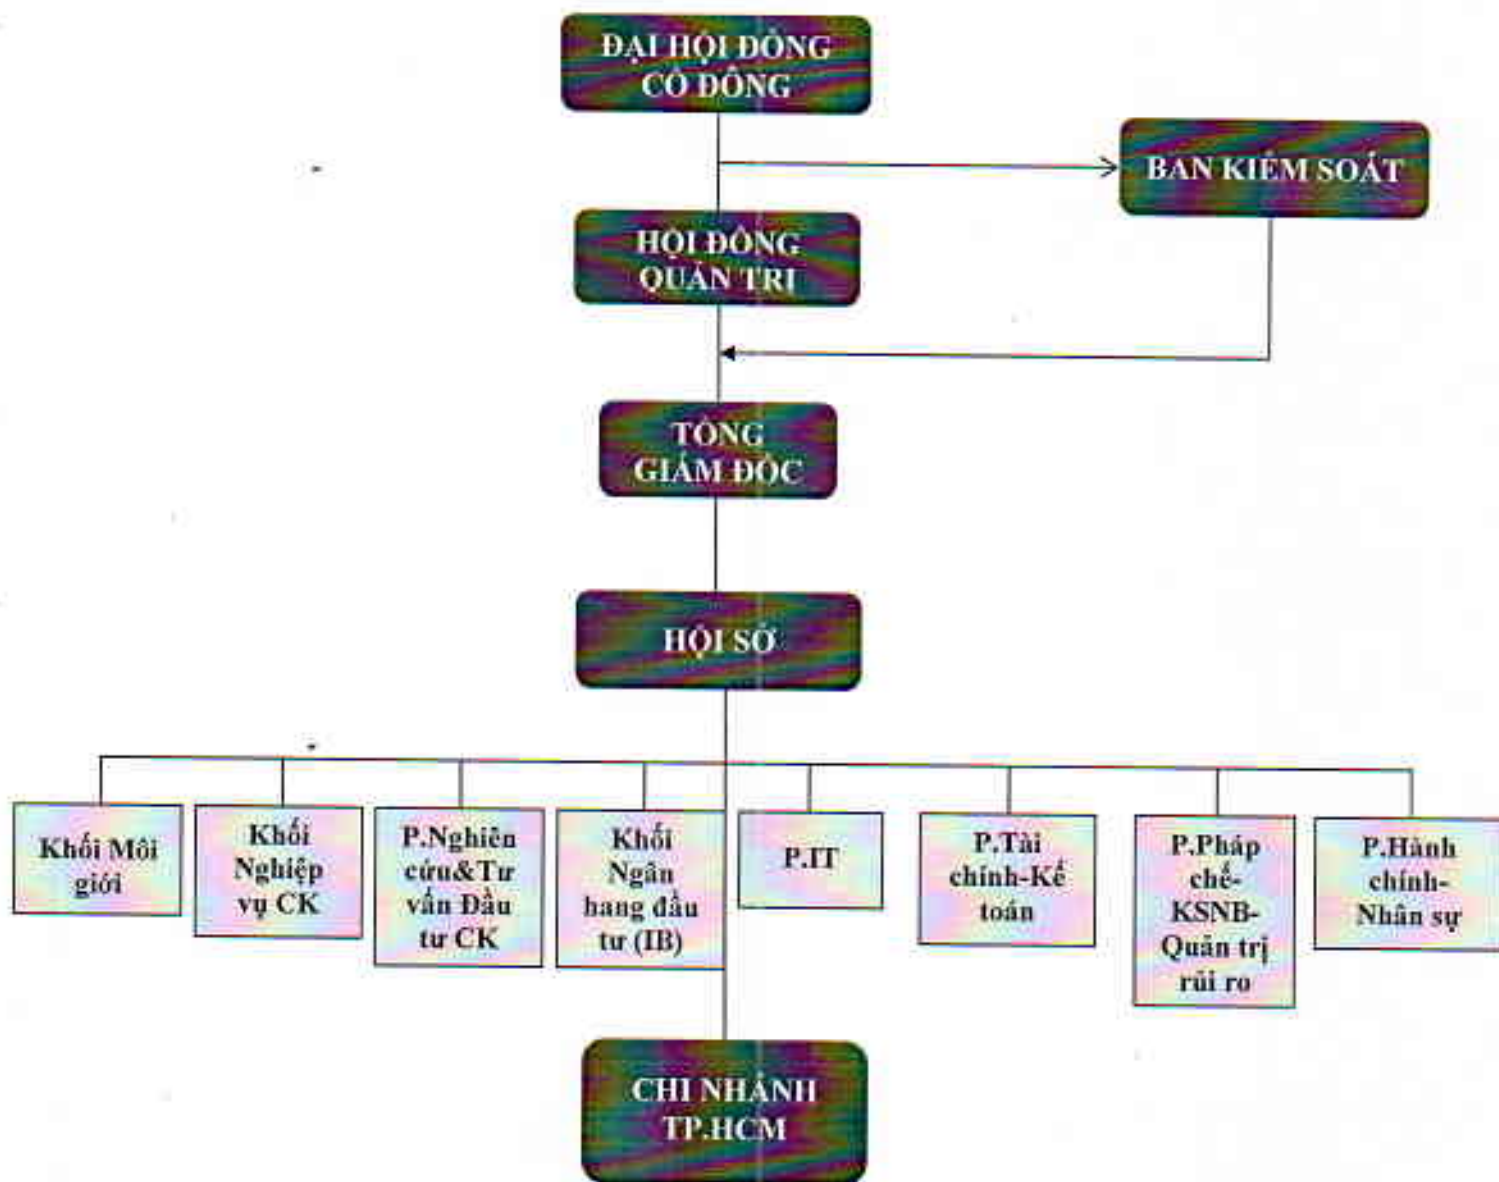 ĐẠI HỘI ĐỒNG
CỔ ĐÔNG
BAN KIỂM SOÁT
HỘI ĐỒNG
QUẢN TRỊ
TỔNG
GIÁM ĐỐC
HỘI SỞ
Khối Môi
giới
Khối
Nghiệp
vụ CK
P.Nghiên
cứu&Tư
vấn Đầu
tư CK
Khối
Ngân
hang đầu
tư (IB)
P.IT
P.Tài
chính-Kế
toán
P.Pháp
chế-
KSNB-
Quản trị
rủi ro
P.Hành
chính-
Nhân sự
CHI NHÁNH
TP.HCM